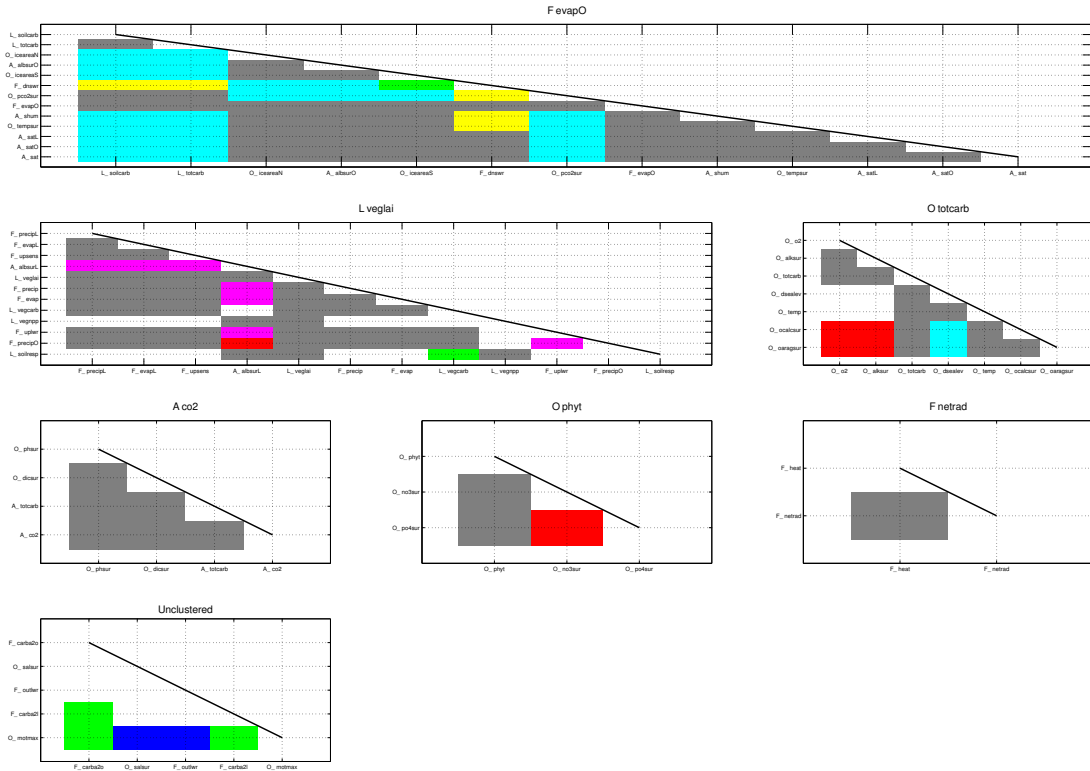 F evapO
L_ soilcarb
L_ totcarb
O_ iceareaN
A_ albsurO
O_ iceareaS
F_ dnswr
O_ pco2sur
F_ evapO
A_ shum
O_ tempsur
A_ satL
A_ satO
A_ sat
L_ soilcarb L_ totcarb O_ iceareaN A_ albsurO O_ iceareaS F_ dnswr O_ pco2sur F_ evapO A_ shum O_ tempsur A_ satL A_ satO A_ sat
L veglai
F_ precipL
F_ evapL
F_ upsens
A_ albsurL
L_ veglai
F_ precip
F_ evap
L_ vegcarb
L_ vegnpp
F_ uplwr
F_ precipO
L_ soilresp
F_ precipL F_ evapL F_ upsens A_ albsurL L_ veglai F_ precip F_ evap L_ vegcarb L_ vegnpp F_ uplwr F_ precipO L_ soilresp
O totcarb
O_ o2
O_ alksur
O_ totcarb
O_ dsealev
O_ temp
O_ ocalcsur
O_ oaragsur
O_ o2 O_ alksur O_ totcarb O_ dsealev O_ temp O_ ocalcsur O_ oaragsur
A co2
O_ phsur
O_ dicsur
A_ totcarb
A_ co2
O_ phsur O_ dicsur A_ totcarb A_ co2
O phyt
O_ phyt
O_ no3sur
O_ po4sur
O_ phyt O_ no3sur O_ po4sur
F netrad
F_ heat
F_ netrad
F_ heat F_ netrad
Unclustered
F_ carba2o
O_ salsur
F_ outlwr
F_ carba2l
O_ motmax
F_ carba2o O_ salsur F_ outlwr F_ carba2l O_ motmax